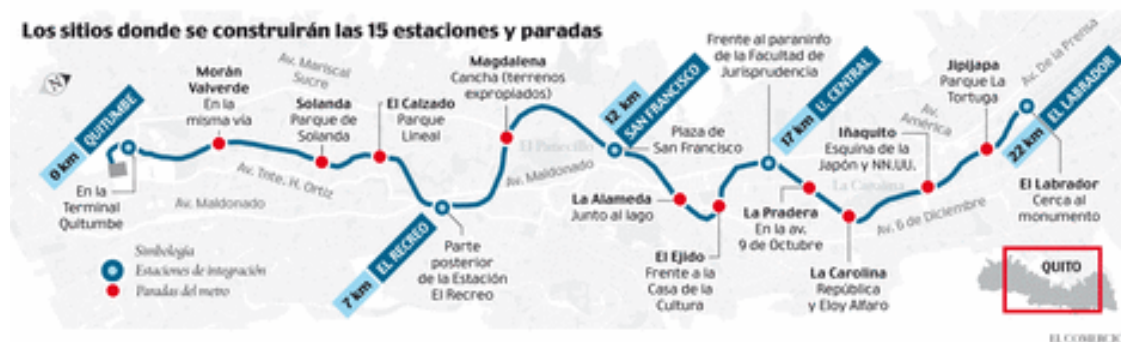 Los sitios donde se construirán las 15 estaciones y paradas
0 km QUITUMBE
En la
Terminal
Quitumbe
Morán
Valverde
En la
misma vía
Av. Mariscal
Sucre
Solanda
Parque de
Solanda
El Calzado
Parque
Lineal
Av. Tnte. H. Ortiz
Av. Maldonado
7 km EL RECREO
Parte
posterior
de la Estación
El Recreo
Magdalena
Cancha (terrenos
expropiados)
El Panecillo
Av. Maldonado
12 km
SAN FRANCISCO
Plaza de
San Francisco
La Alameda
Junto al lago
El Ejido
Frente a la
Casa de la
Cultura
Frente al paraninfo
de la Facultad de
Jurisprudencia
17 km U. CENTRAL
La Pradera
En la av.
9 de Octubre
La Carolina
República
y Eloy Alfaro
La Carolina
Iñaquito
Esquina de la
Japón y NN.UU.
Av.
América
Av. 6 de Diciembre
Jipijapa
Parque La
Tortuga
Av. De la Prensa
22 km EL LABRADOR
El Labrador
Cerca al
monumento
Simbología
Estaciones de integración
Paradas del metro
QUITO
EL COMERCIO